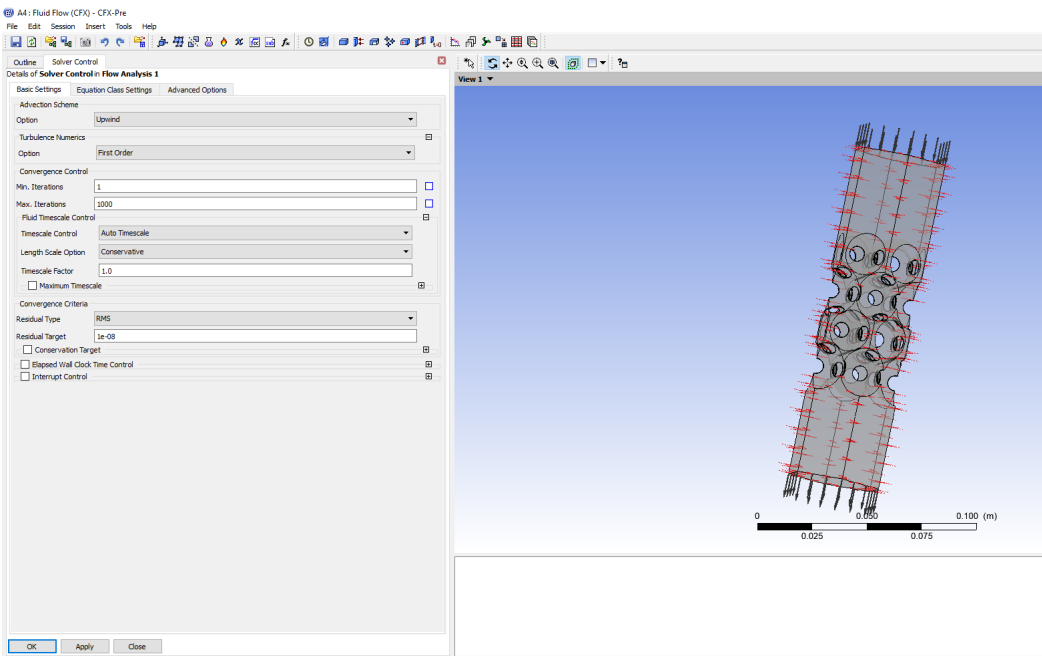 A4 : Fluid Flow (CFX) - CFX-Pre
File Edit Session Insert Tools Help
Outline Solver Control
Details of Solver Control in Flow Analysis 1
Basic Settings Equation Class Settings Advanced Options
Advection Scheme
Option Upwind
Turbulence Numerics
Option First Order
Convergence Control
Min. Iterations 1
Max. Iterations 1000
Fluid Timescale Control
Timescale Control Auto Timescale
Length Scale Option Conservative
Timescale Factor 1.0
Maximum Timescale
Convergence Criteria
Residual Type RMS
Residual Target 1e-08
Conservation Target
Elapsed Wall Clock Time Control
Interrupt Control
OK Apply Close
View 1
0 0.050 0.100 (m)
0.025 0.075